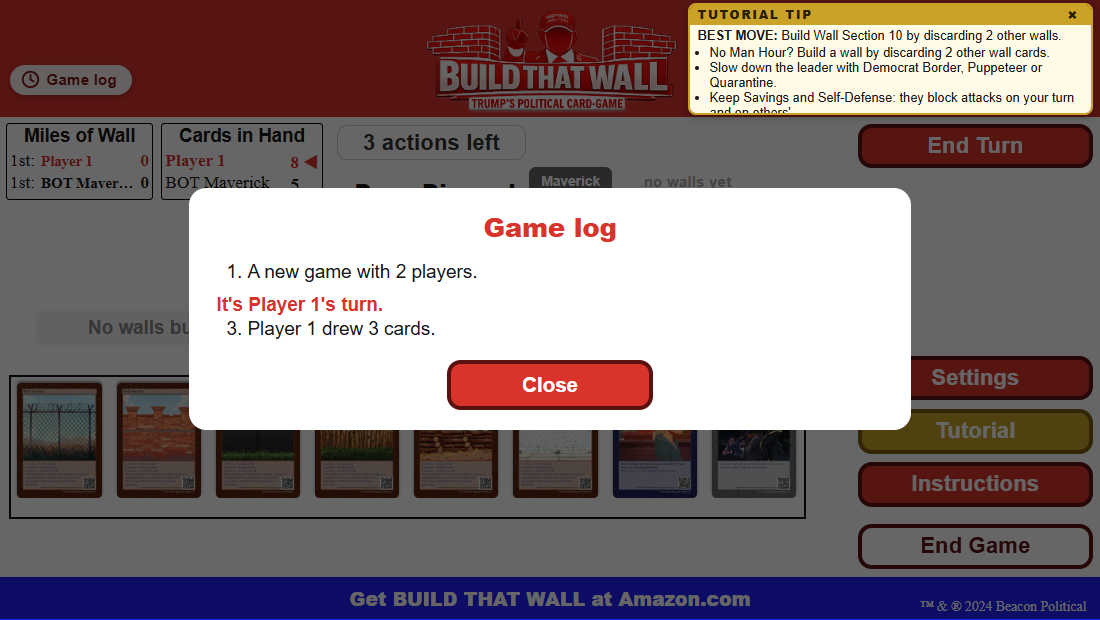 TUTORIAL TIP
BEST MOVE: Build Wall Section 10 by discarding 2 other walls.
• No Man Hour? Build a wall by discarding 2 other wall cards.
• Slow down the leader with Democrat Border, Puppeteer or
Quarantine.
• Keep Savings and Self-Defense: they block attacks on your turn
and on others'
Game log
BUILD THAT WALL
TRUMP'S POLITICAL CARD-GAME
Miles of Wall
1st: Player 1 0
1st: BOT Maver... 0
Cards in Hand
Player 1 8
BOT Maverick 5
3 actions left
Maverick
no walls yet
End Turn
Game log
1. A new game with 2 players.
It's Player 1's turn.
3. Player 1 drew 3 cards.
Close
No walls bu
Settings
Tutorial
Instructions
End Game
Get BUILD THAT WALL at Amazon.com
™ & ® 2024 Beacon Political